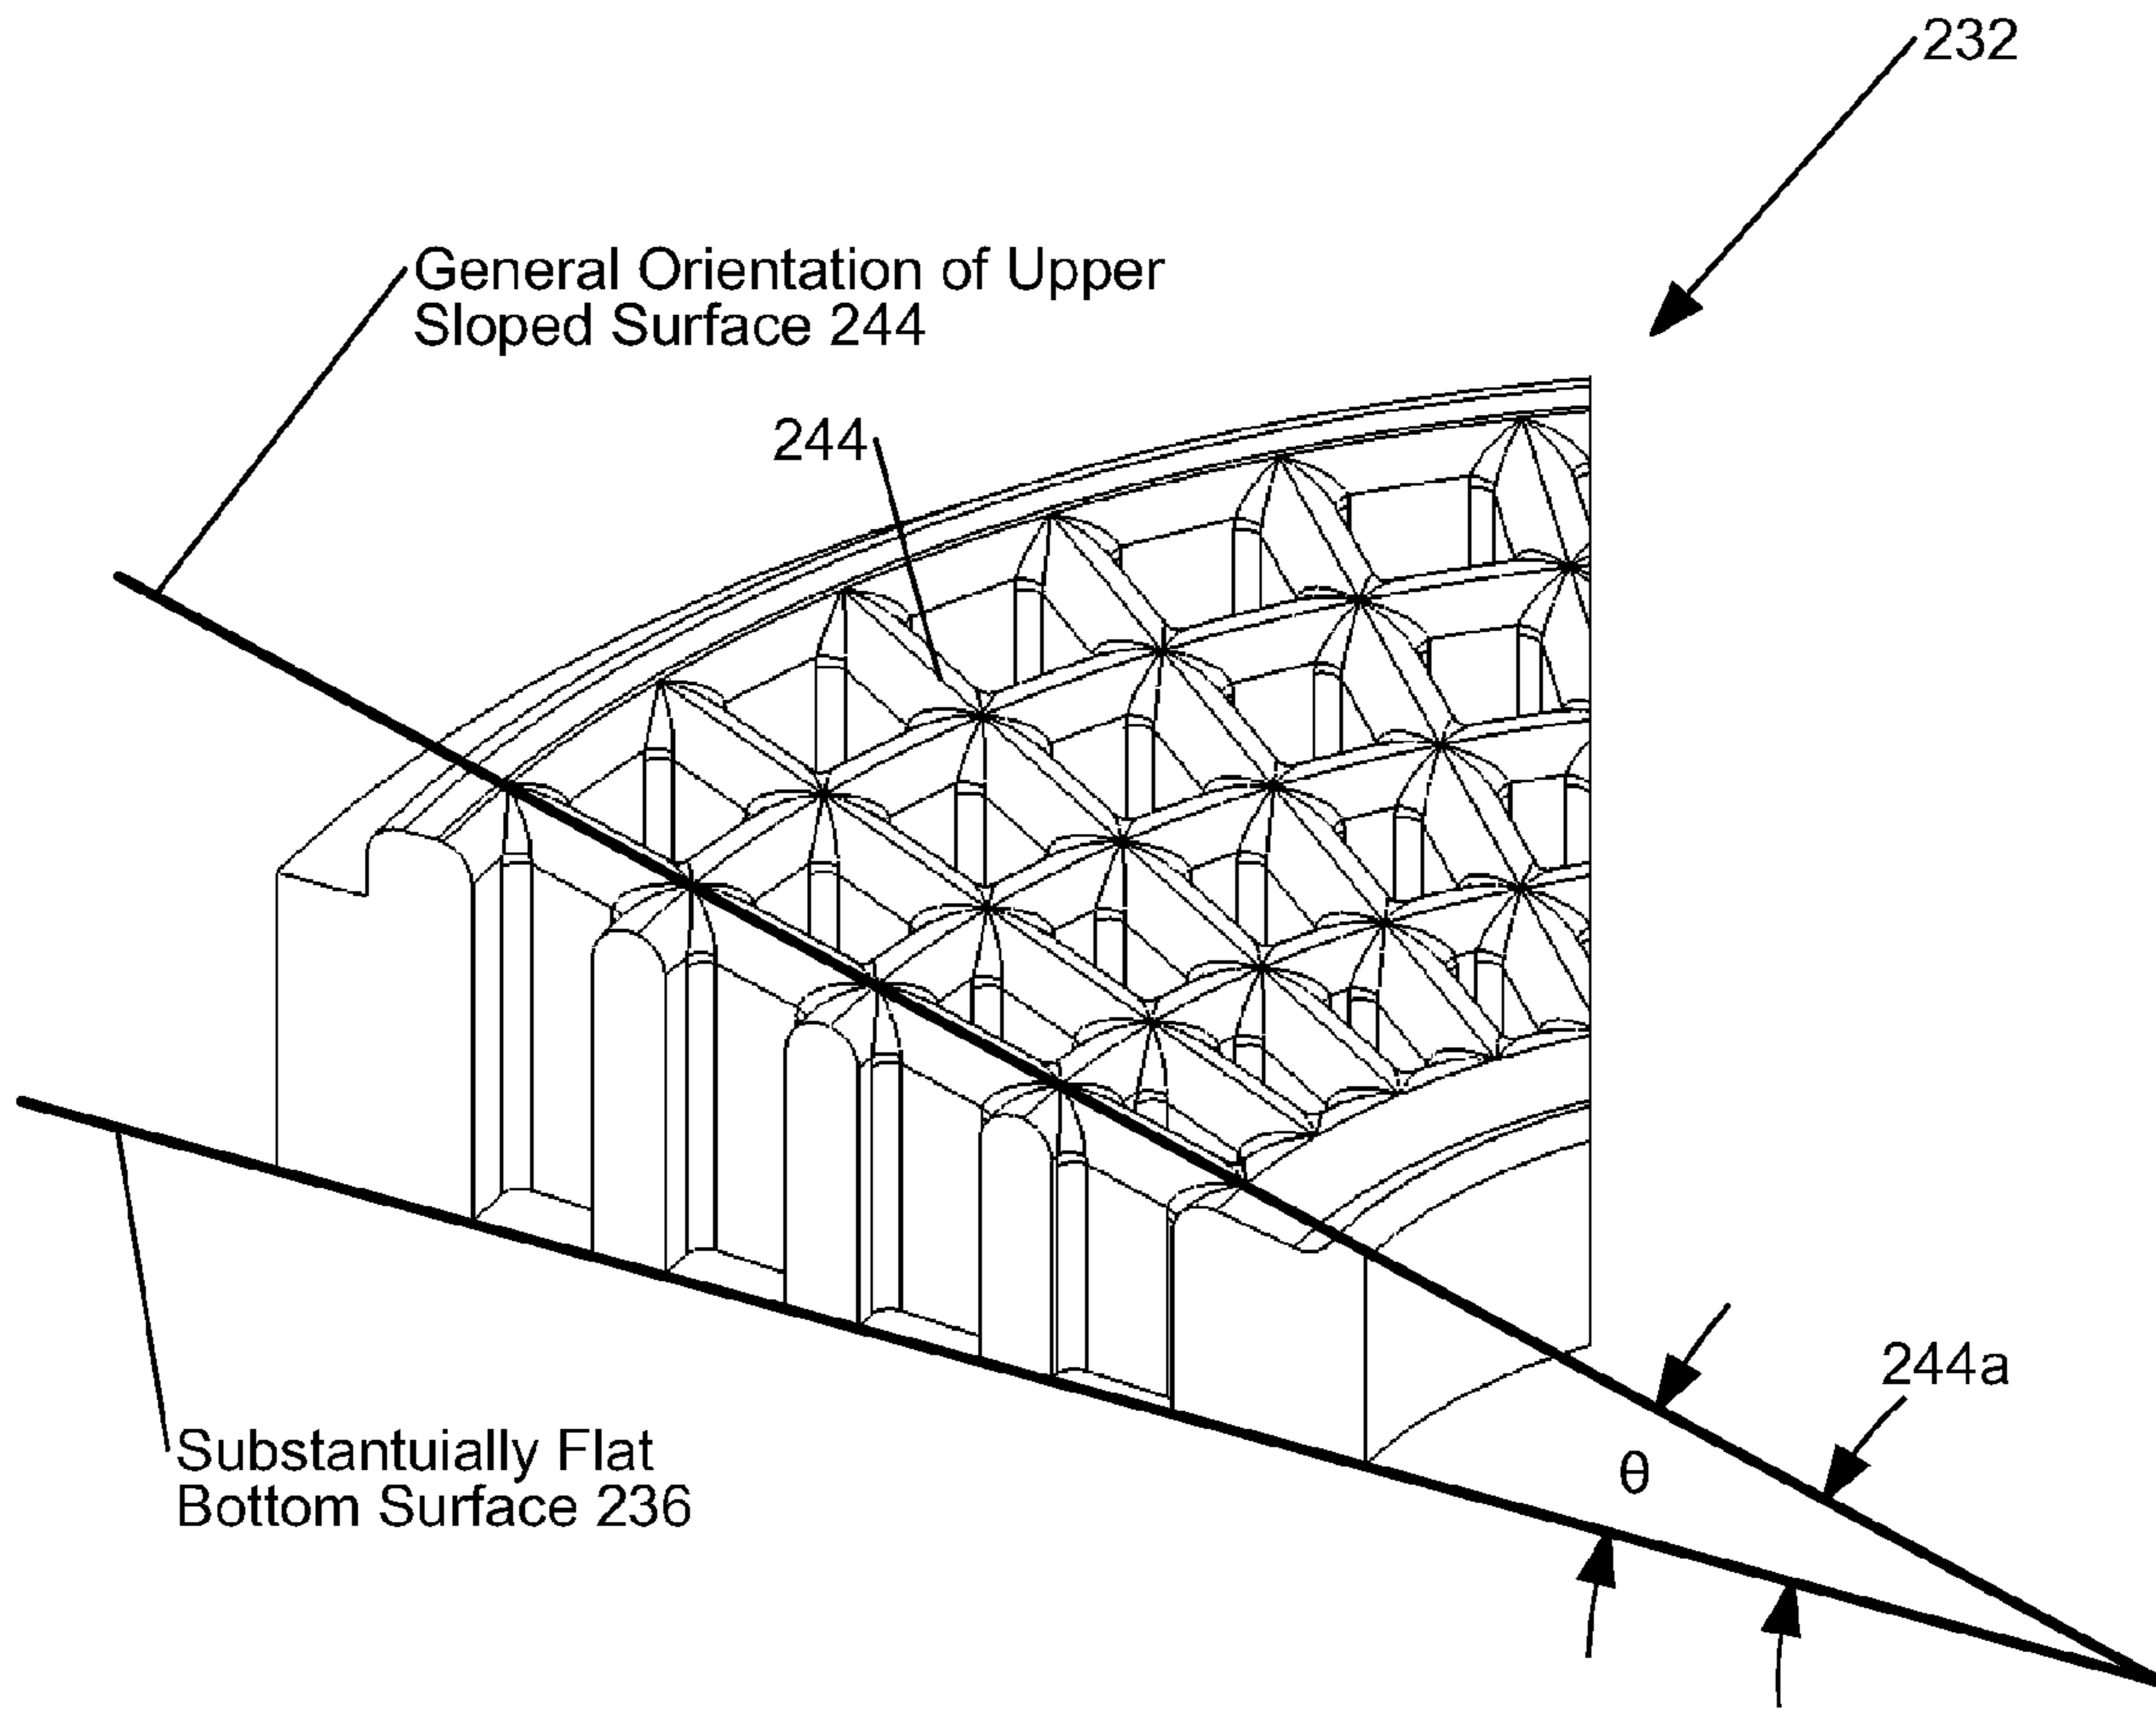 232
General Orientation of Upper
Sloped Surface 244
244
244a
θ
Substantuially Flat
Bottom Surface 236